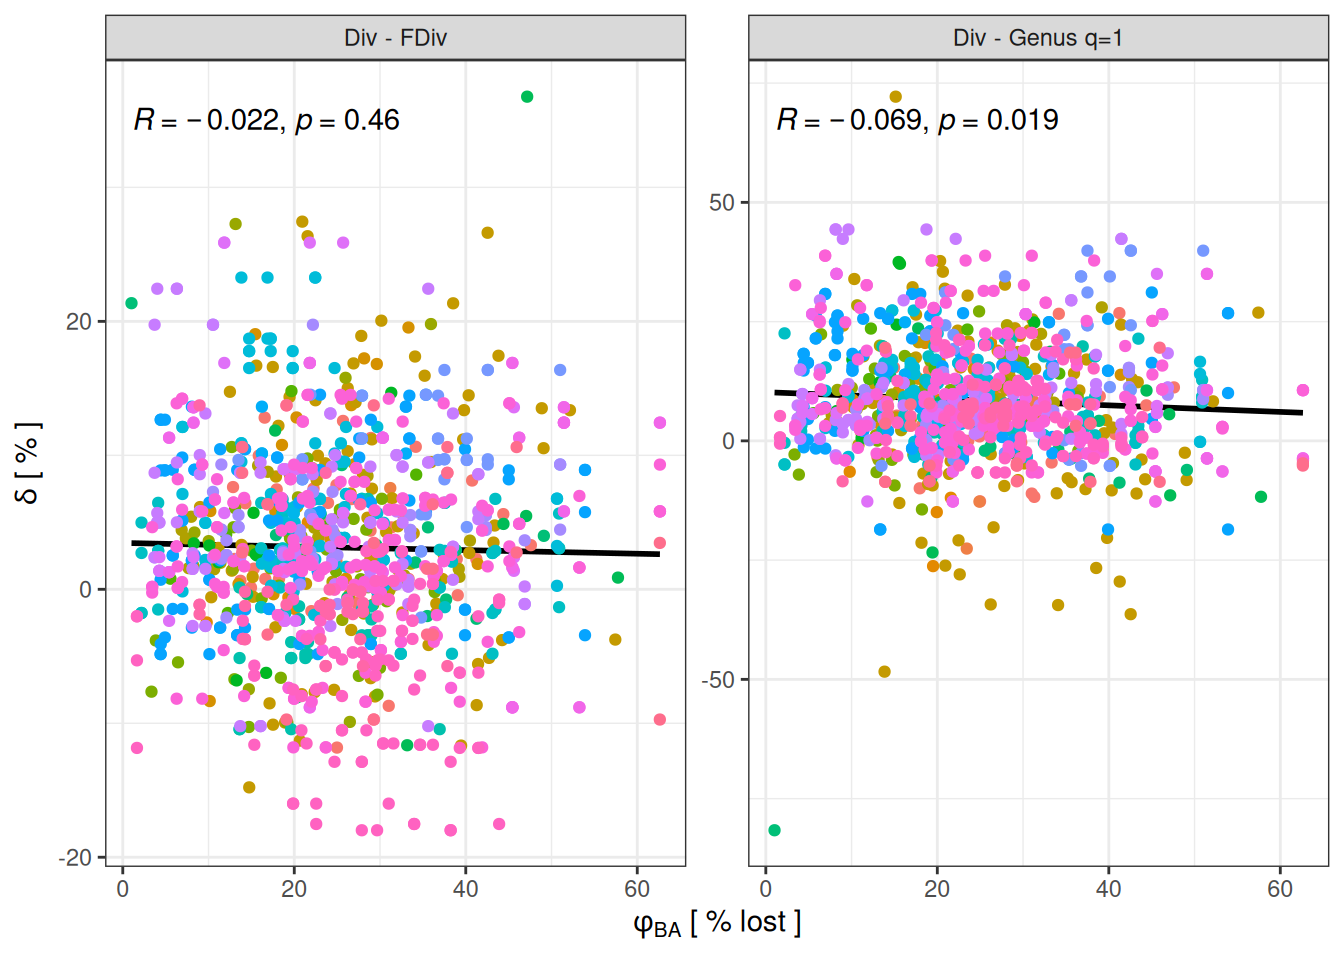 Div - FDiv
Div - Genus q=1
R = −0.022, p = 0.46
R = −0.069, p = 0.019
δ [ % ]
20
0
-20
50
0
-50
0 20 40 60
0 20 40 60
φBA [ % lost ]